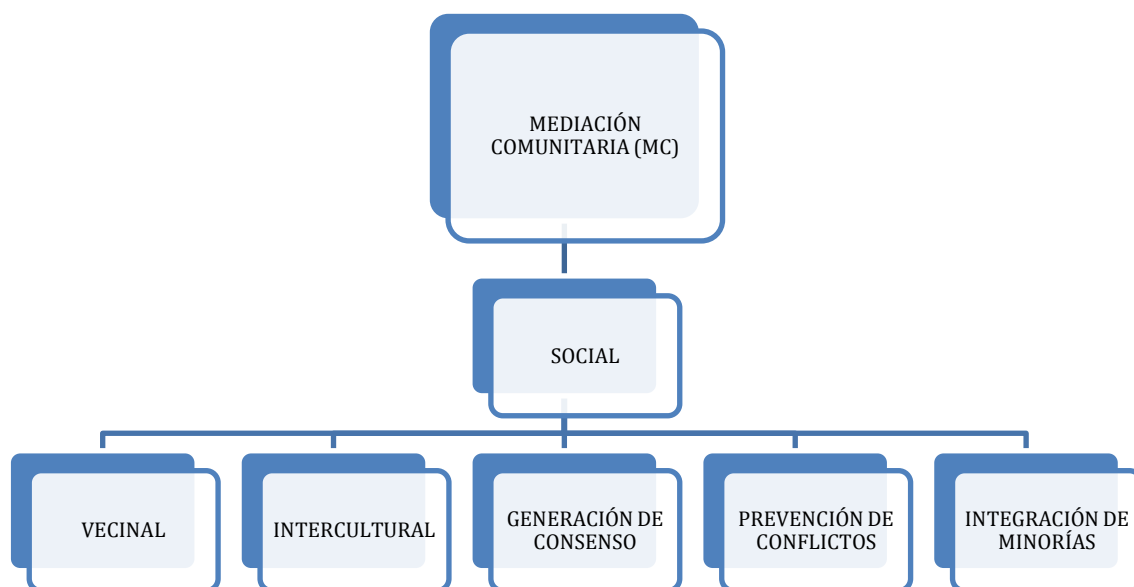 MEDIACIÓN
COMUNITARIA (MC)
SOCIAL
VECINAL
INTERCULTURAL
GENERACIÓN DE
CONSENSO
PREVENCIÓN DE
CONFLICTOS
INTEGRACIÓN DE
MINORÍAS